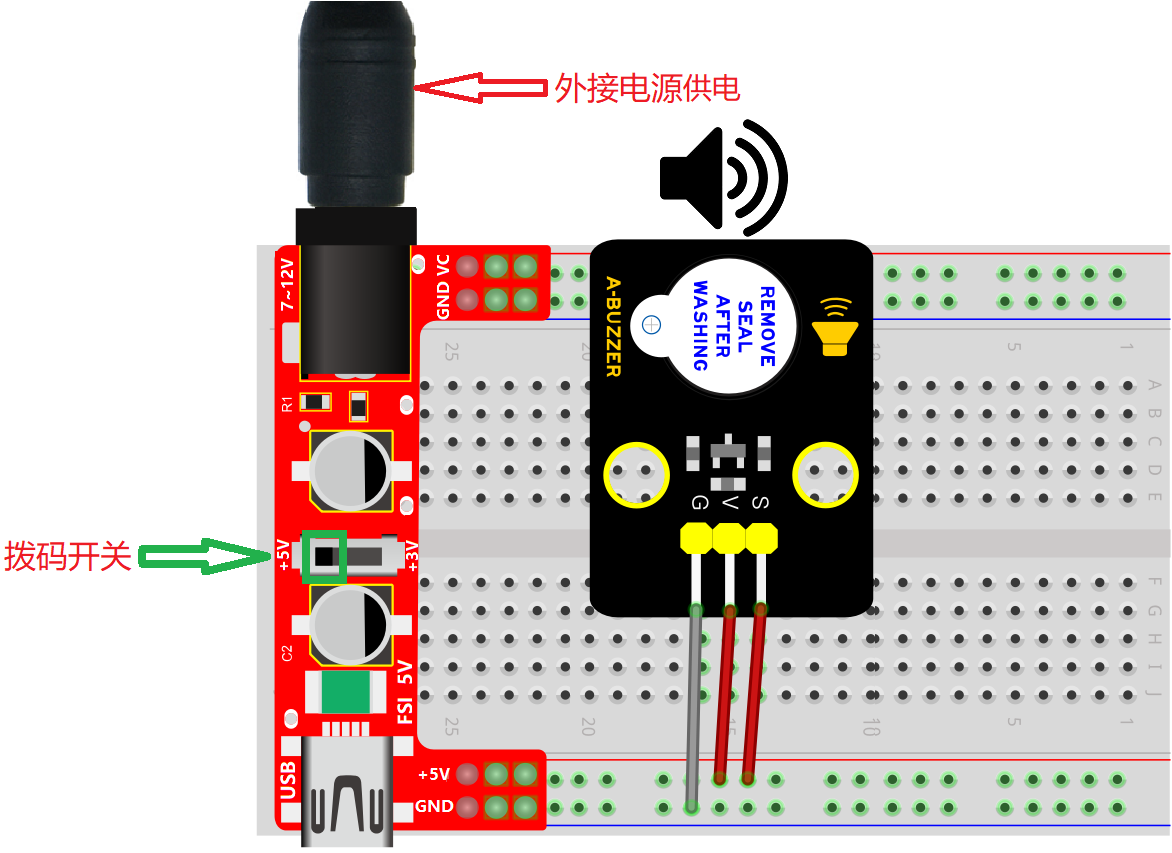 外接电源供电
7~12V
GND VC
A-BUZZER
REMOVE
SEAL
AFTER
WASHING
25
20
10
5
1
R1
A
B
C
D
E
G V S
拨码开关
+5V
+3V
F
G
H
I
J
C2
FSI 5V
25
20
15
10
5
1
USB
+5V
GND